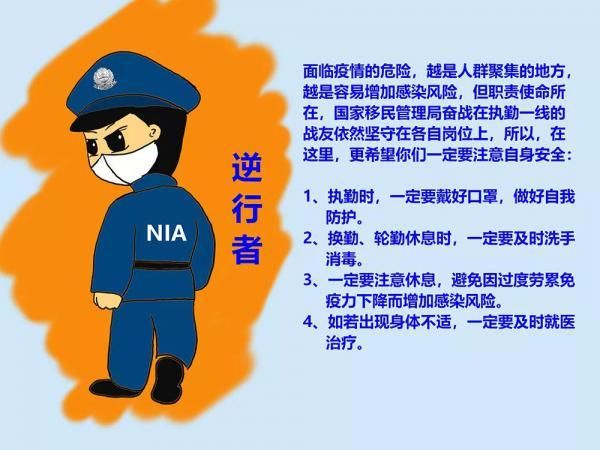 面临疫情的危险，越是人群聚集的地方，
越是容易增加感染风险，但职责使命所
在，国家移民管理局奋战在执勤一线的
战友依然坚守在各自岗位上，所以，在
这里，更希望你们一定要注意自身安全：
1、执勤时，一定要戴好口罩，做好自我
防护。
2、换勤、轮勤休息时，一定要及时洗手
消毒。
3、一定要注意休息，避免因过度劳累免
疫力下降而增加感染风险。
4、如若出现身体不适，一定要及时就医
治疗。
逆行者
NIA